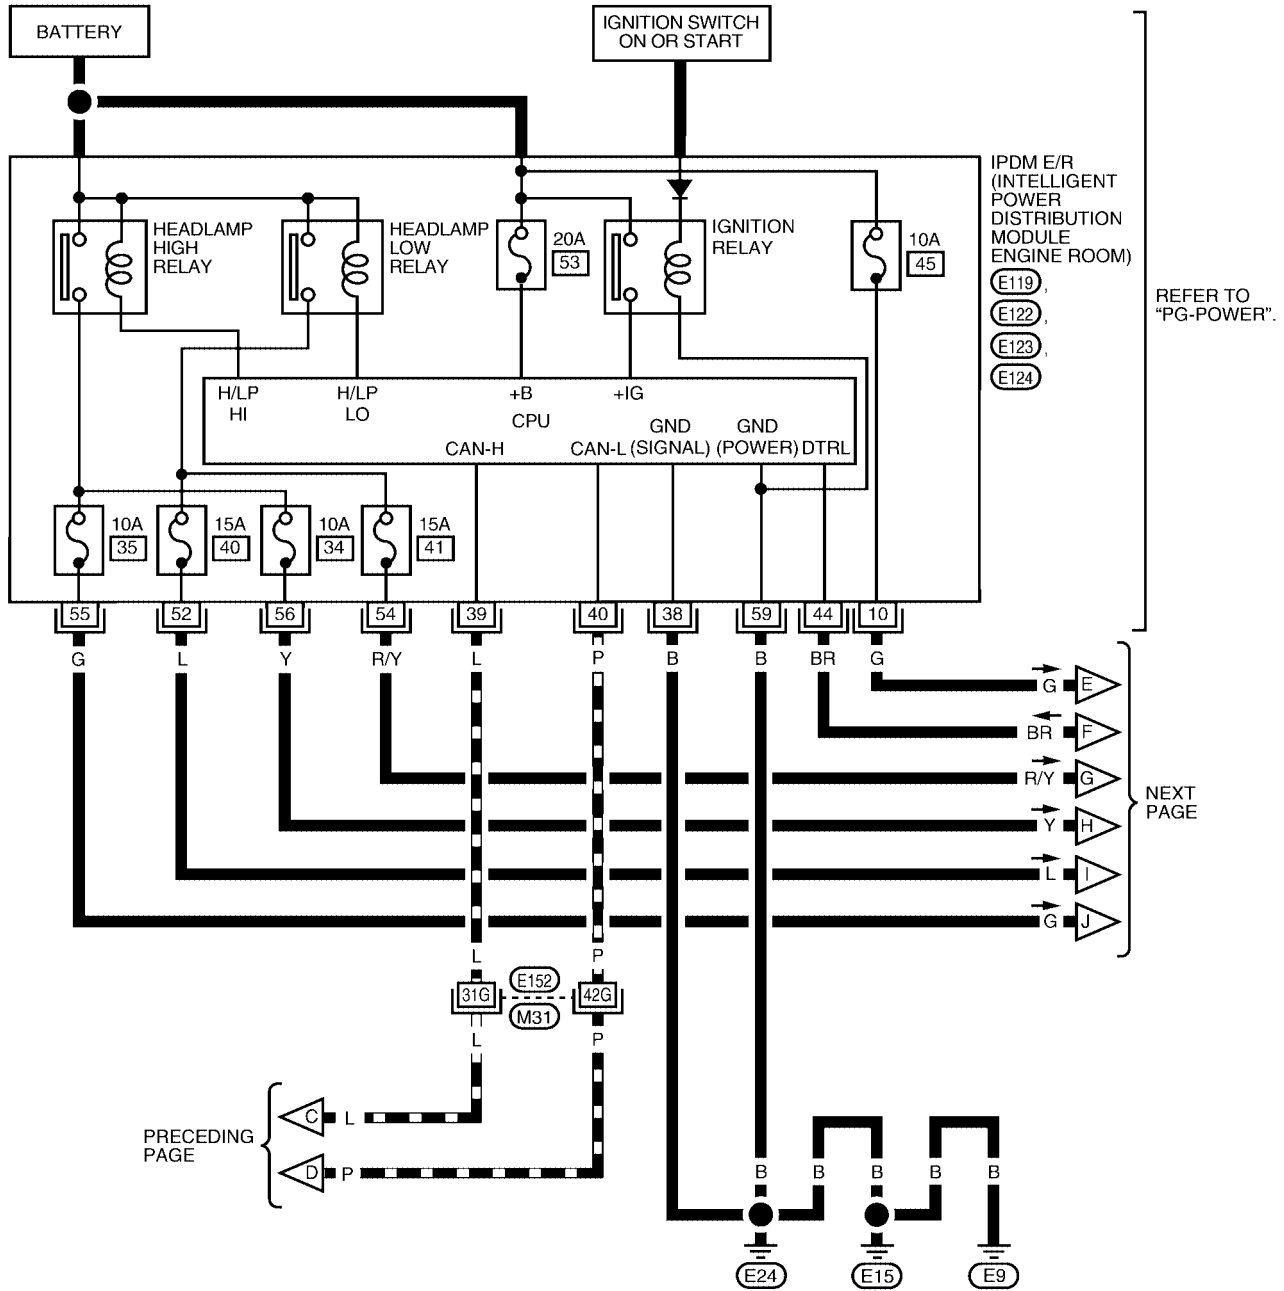 BATTERY
IGNITION SWITCH
ON OR START
IPDM E/R
(INTELLIGENT
POWER
DISTRIBUTION
MODULE
ENGINE ROOM)
E119 ,
E122 ,
E123 ,
E124
REFER TO
“PG-POWER”.
HEADLAMP
HIGH
RELAY
HEADLAMP
LOW
RELAY
20A
53
IGNITION
RELAY
10A
45
H/LP
HI
H/LP
LO
+B
+IG
CPU
CAN-H
CAN-L
GND
(SIGNAL)
GND
(POWER)
DTRL
10A
35
15A
40
10A
34
15A
41
55 52 56 54 39 40 38 59 44 10
G L Y R/Y L P B B BR G
G E
BR F
R/Y G
Y H
L I
G J
NEXT
PAGE
L P
31G E152 42G
M31
L P
PRECEDING
PAGE
C L
D P
B B B B B
E24 E15 E9